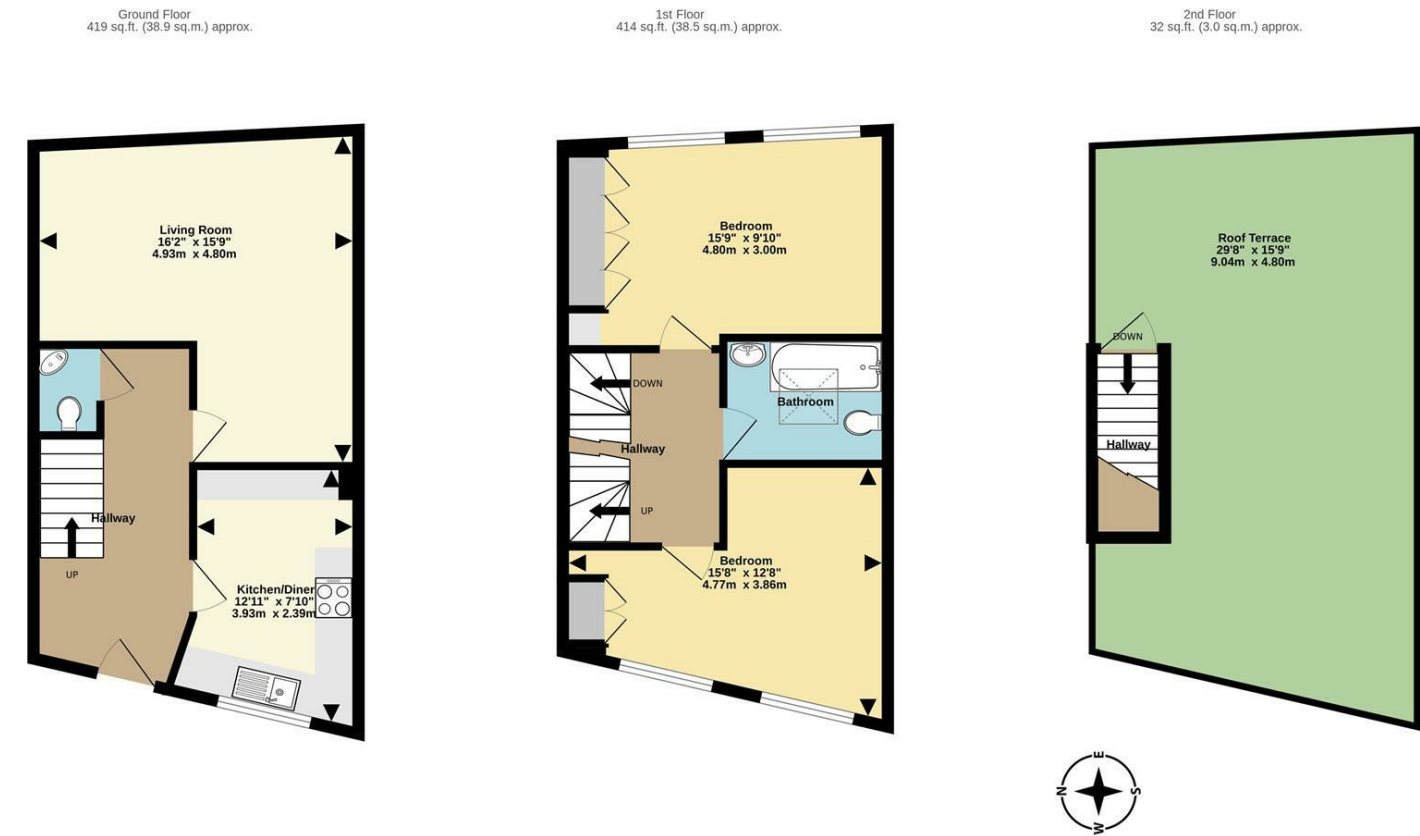 Ground Floor
419 sq.ft. (38.9 sq.m.) approx.
1st Floor
414 sq.ft. (38.5 sq.m.) approx.
2nd Floor
32 sq.ft. (3.0 sq.m.) approx.
Living Room
16'2" x 15'9"
4.93m x 4.80m
Hallway
UP
Kitchen/Diner
12'11" x 7'10"
3.93m x 2.39m
Bedroom
15'9" x 9'10"
4.80m x 3.00m
DOWN
Bathroom
Hallway
UP
Bedroom
15'8" x 12'8"
4.77m x 3.86m
Roof Terrace
29'8" x 15'9"
9.04m x 4.80m
DOWN
Hallway
E
N
S
W